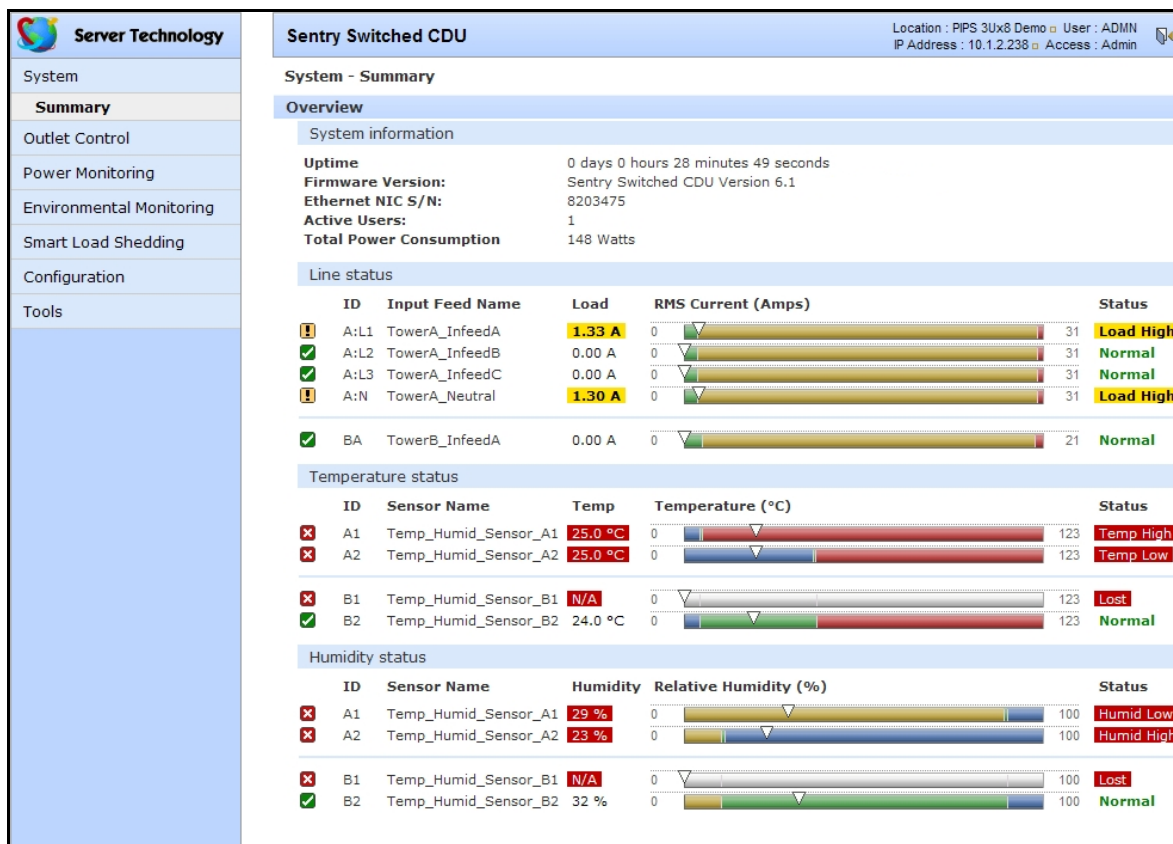 Server Technology
System
Summary
Outlet Control
Power Monitoring
Environmental Monitoring
Smart Load Shedding
Configuration
Tools
Sentry Switched CDU
Location : PIPS 3Ux8 Demo User : ADMN
IP Address : 10.1.2.238 Access : Admin
System - Summary
Overview
System information
Uptime 0 days 0 hours 28 minutes 49 seconds
Firmware Version: Sentry Switched CDU Version 6.1
Ethernet NIC S/N: 8203475
Active Users: 1
Total Power Consumption 148 Watts
Line status
ID Input Feed Name Load RMS Current (Amps) Status
A:L1 TowerA_InfeedA 1.33 A 0 31 Load High
A:L2 TowerA_InfeedB 0.00 A 0 31 Normal
A:L3 TowerA_InfeedC 0.00 A 0 31 Normal
A:N TowerA_Neutral 1.30 A 0 31 Load High
BA TowerB_InfeedA 0.00 A 0 21 Normal
Temperature status
ID Sensor Name Temp Temperature (°C) Status
A1 Temp_Humid_Sensor_A1 25.0 °C 0 123 Temp High
A2 Temp_Humid_Sensor_A2 25.0 °C 0 123 Temp Low
B1 Temp_Humid_Sensor_B1 N/A 0 123 Lost
B2 Temp_Humid_Sensor_B2 24.0 °C 0 123 Normal
Humidity status
ID Sensor Name Humidity Relative Humidity (%) Status
A1 Temp_Humid_Sensor_A1 29 % 0 100 Humid Low
A2 Temp_Humid_Sensor_A2 23 % 0 100 Humid High
B1 Temp_Humid_Sensor_B1 N/A 0 100 Lost
B2 Temp_Humid_Sensor_B2 32 % 0 100 Normal